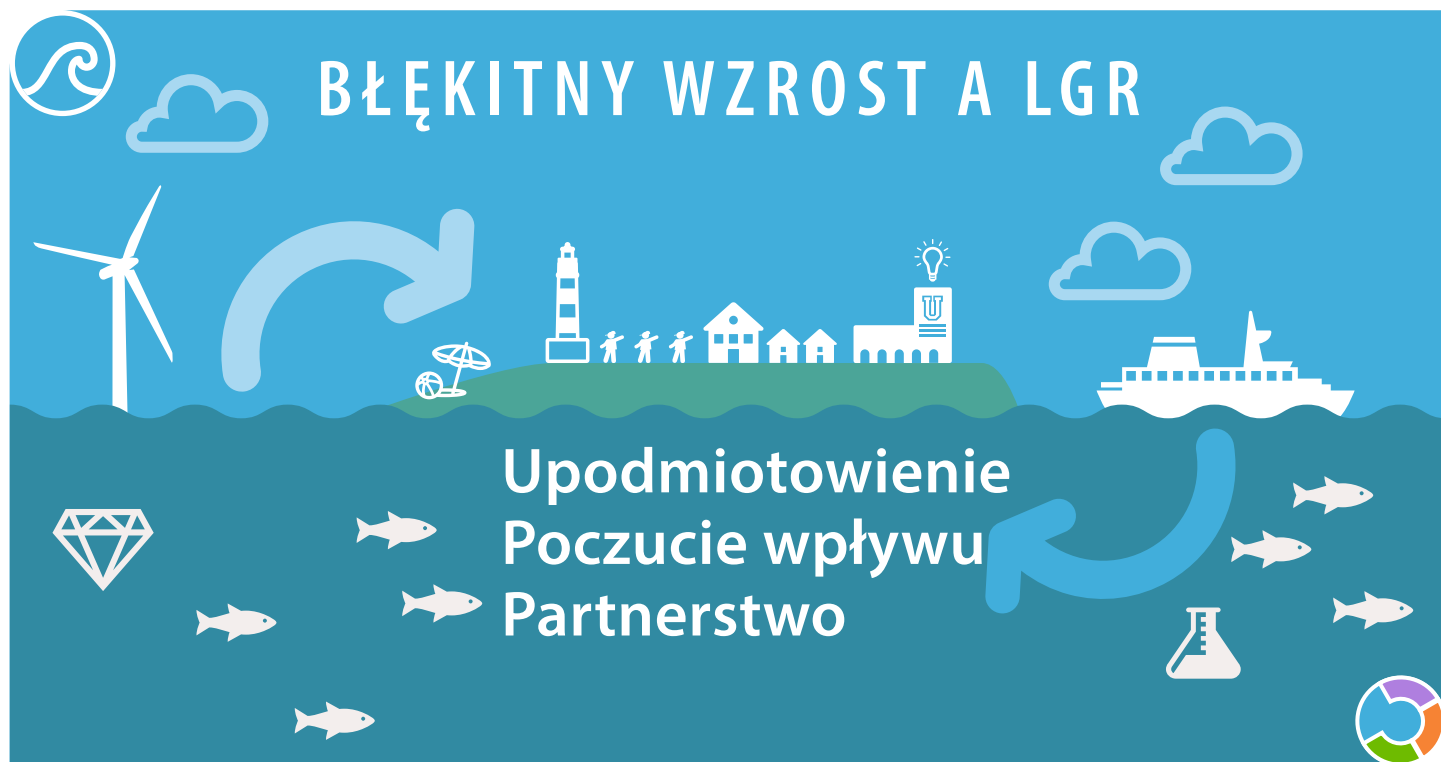 BŁĘKITNY WZROST A LGR
U
Upodmiotowienie
Poczucie wpływu
Partnerstwo